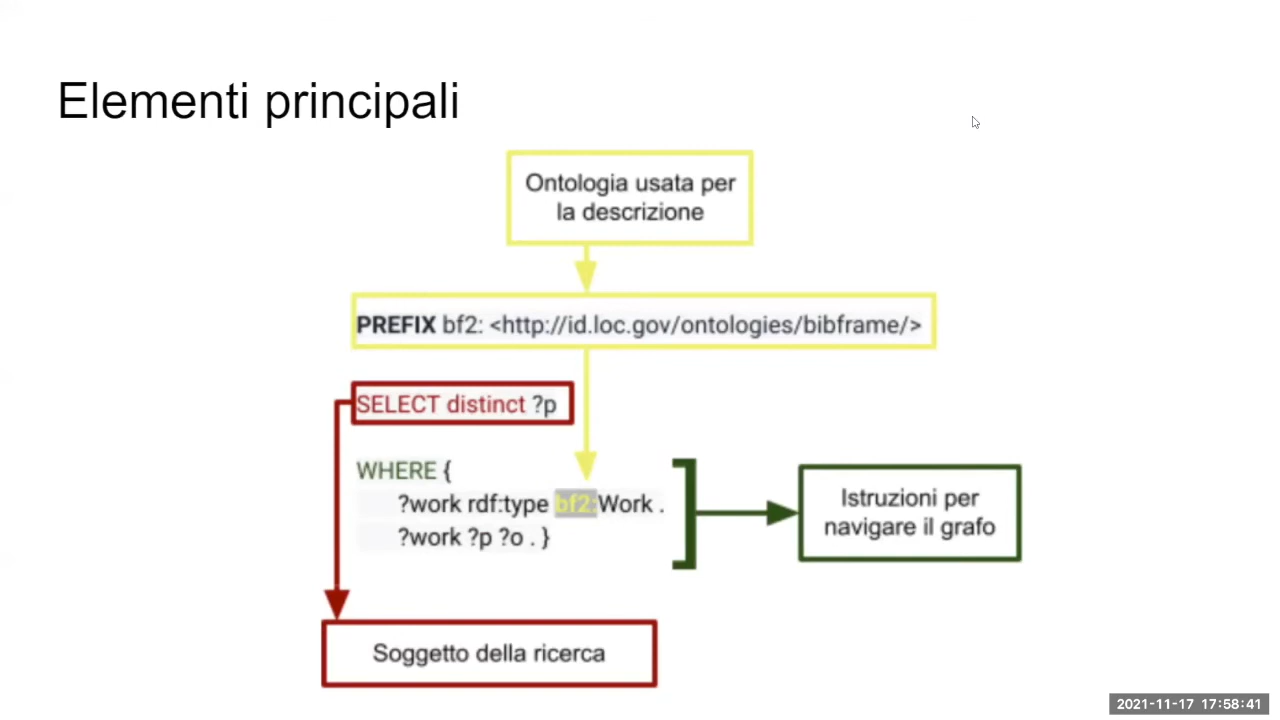 Elementi principali
Ontologia usata per
la descrizione
PREFIX bf2: <http://id.loc.gov/ontologies/bibframe/>
SELECT distinct ?p
WHERE {
?work rdf:type bf2:Work .
?work ?p ?o . }
Istruzioni per
navigare il grafo
Soggetto della ricerca
2021-11-17 17:58:41